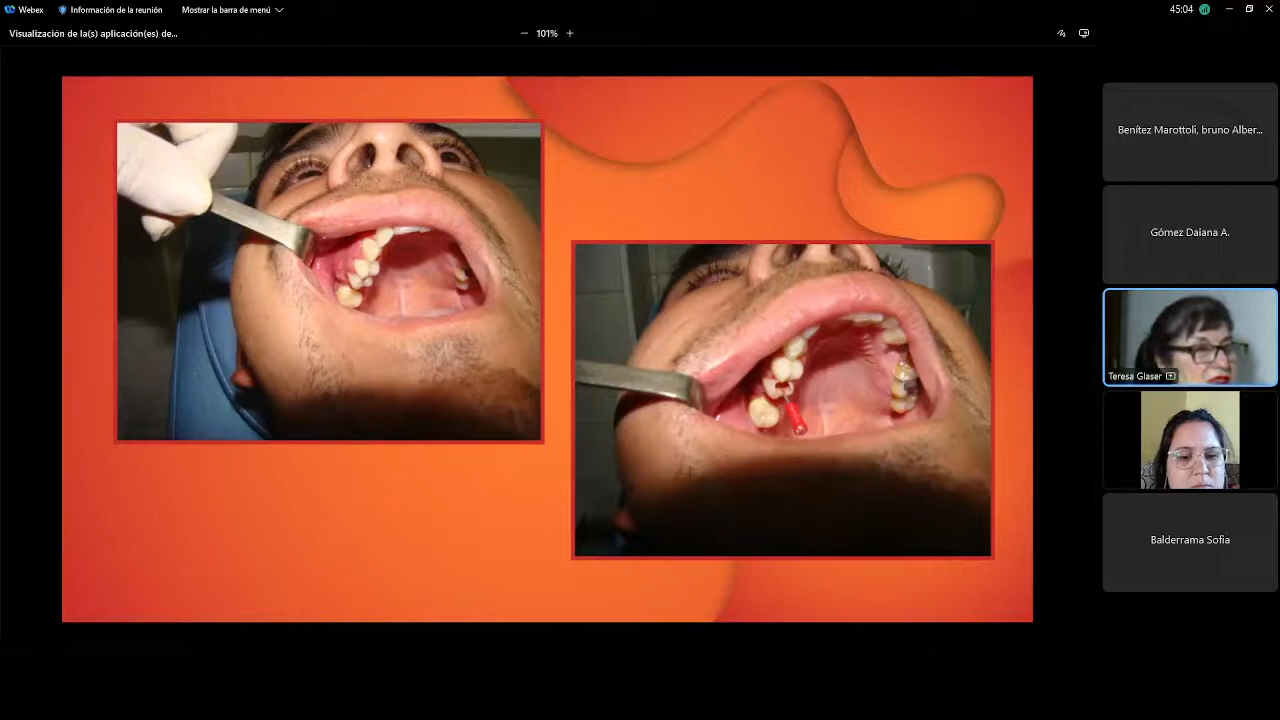 Webex
Información de la reunión
Mostrar la barra de menú
45:04
Visualización de la(s) aplicación(es) de...
101%
Benítez Marottoli, bruno Alber...
Gómez Daiana A.
Teresa Glaser
Balderrama Sofia